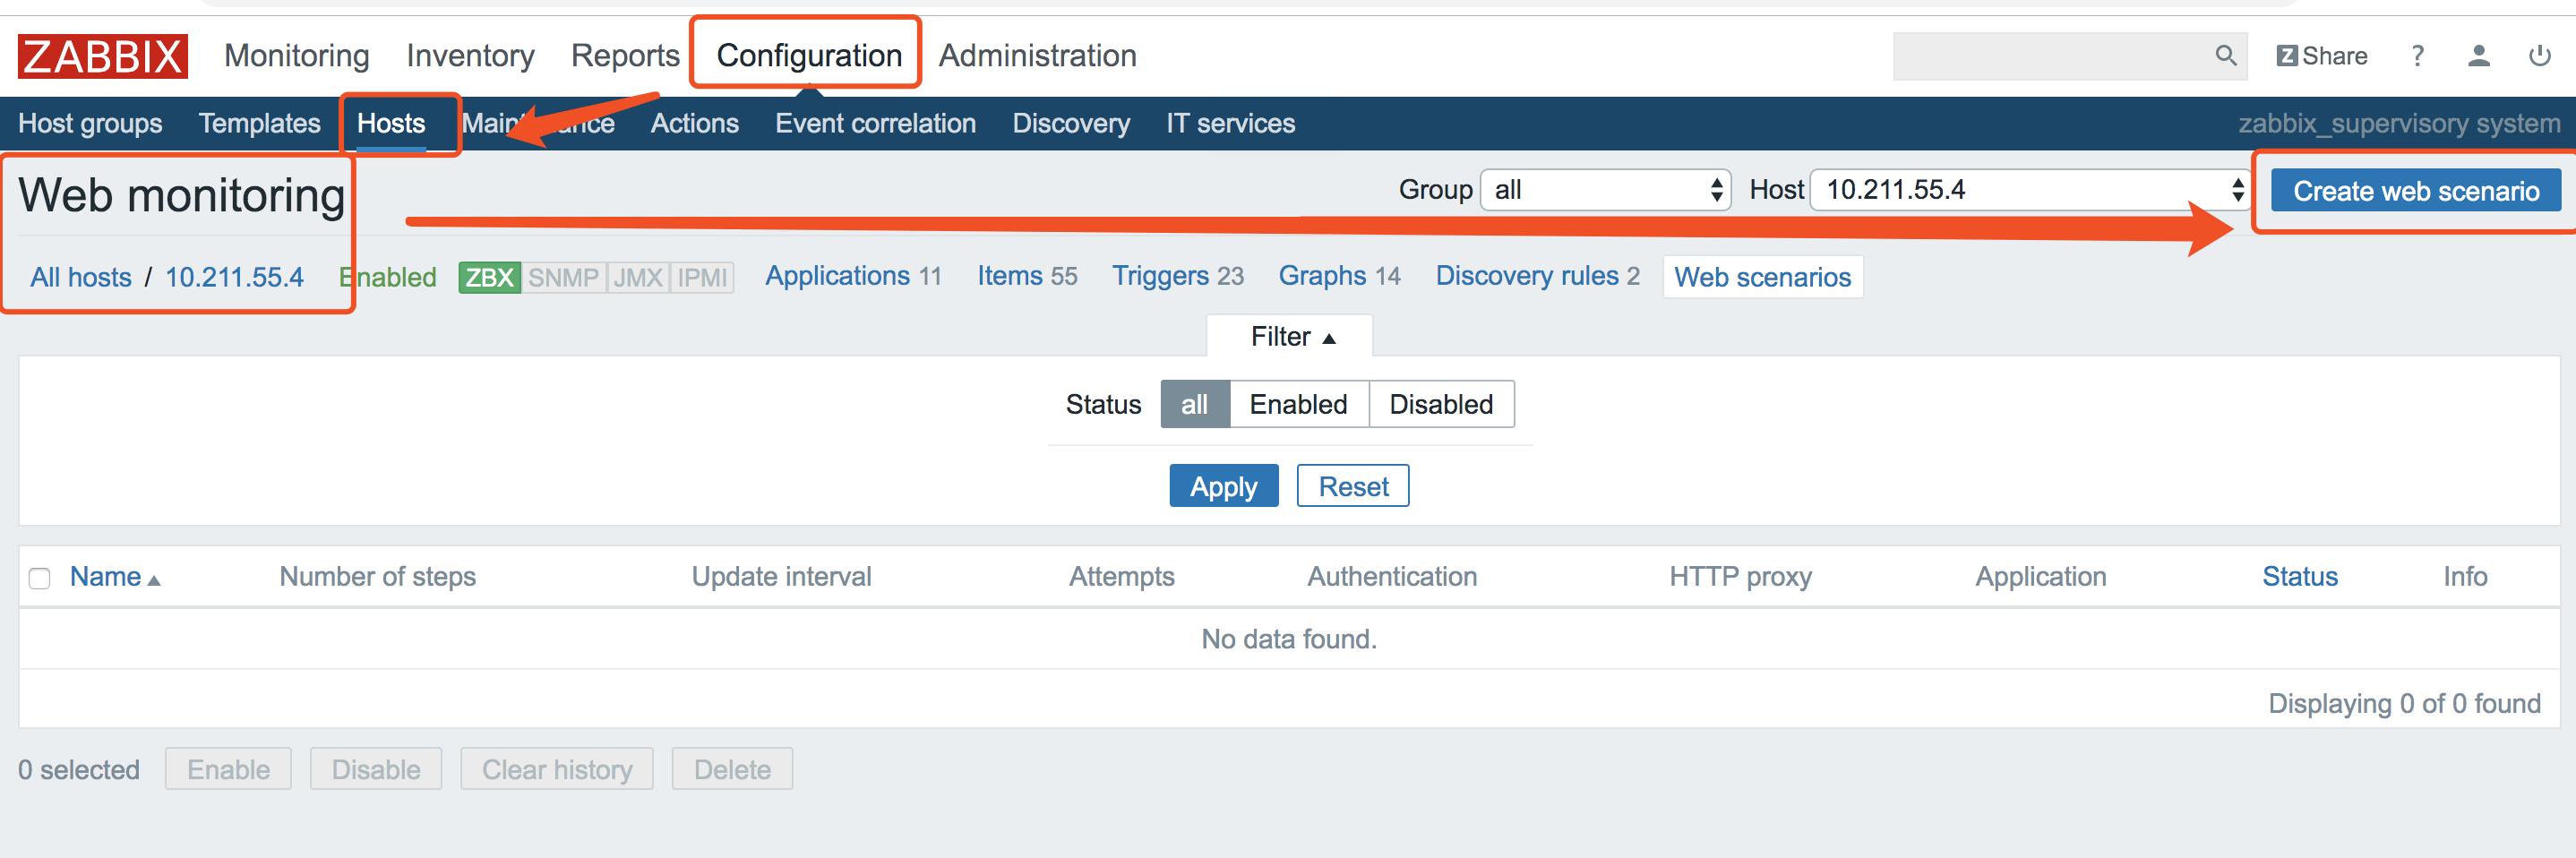 ZABBIX Monitoring Inventory Reports Configuration Administration Z Share ?
Host groups Templates Hosts Maintenance Actions Event correlation Discovery IT services zabbix_supervisory system
Web monitoring Group all Host 10.211.55.4 Create web scenario
All hosts / 10.211.55.4 Enabled ZBX SNMP JMX IPMI Applications 11 Items 55 Triggers 23 Graphs 14 Discovery rules 2 Web scenarios
Filter ▲
Status all Enabled Disabled
Apply Reset
Name ▲ Number of steps Update interval Attempts Authentication HTTP proxy Application Status Info
No data found.
Displaying 0 of 0 found
0 selected Enable Disable Clear history Delete